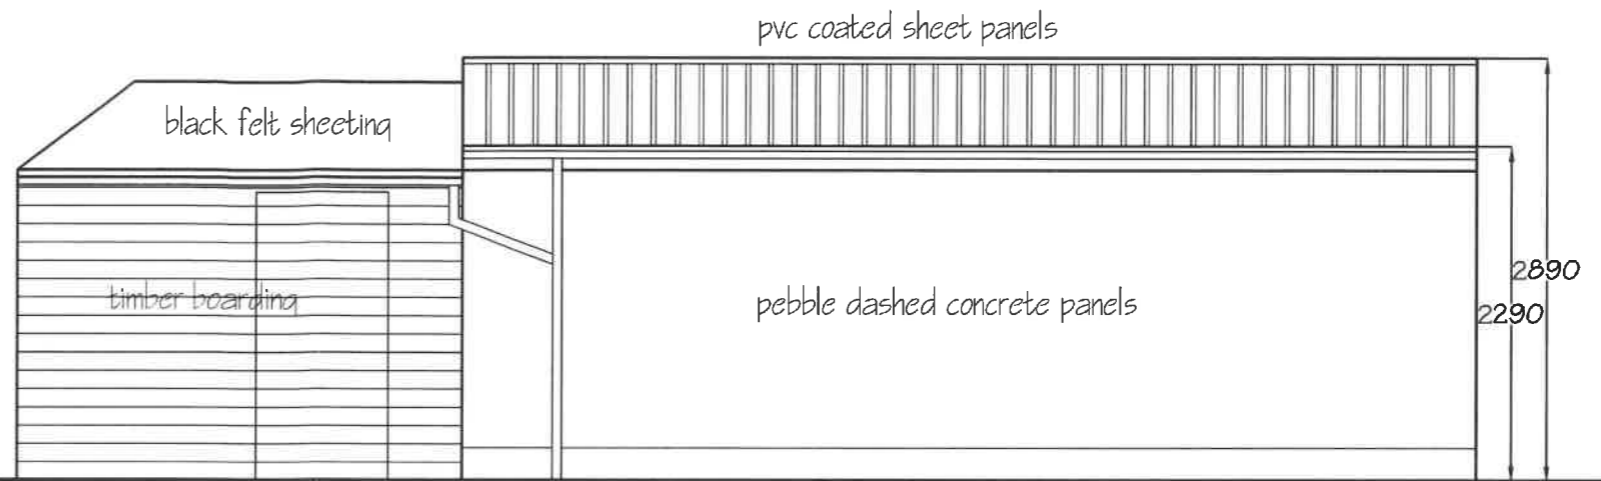 pvc coated sheet panels
black felt sheeting
2890
timber boarding
pebble dashed concrete panels
2290